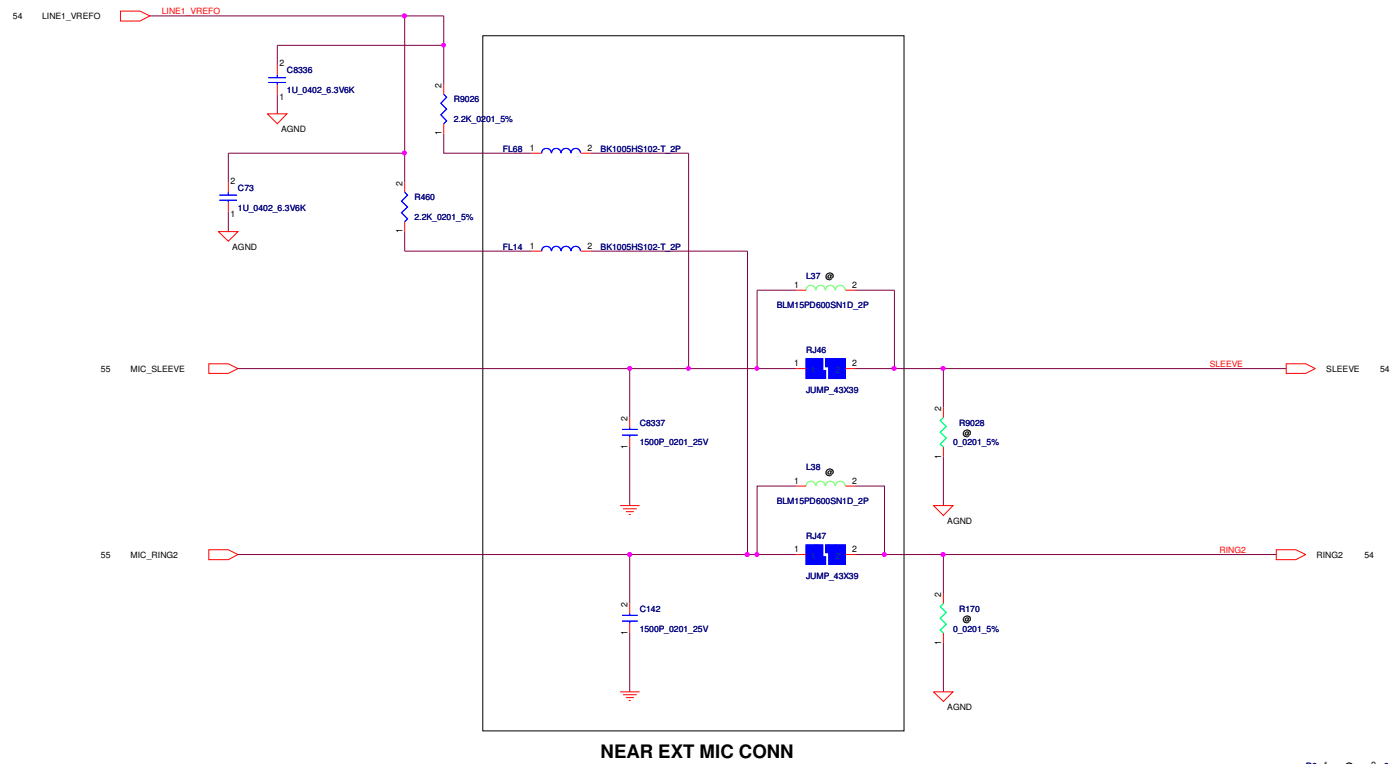 54 LINE1_VREFO
LINE1_VREFO
2
C8336
1U_0402_6.3V6K
1
AGND
2
R9026
2.2K_0201_5%
1
FL68 1 2 BK1005HS102-T_2P
2
C73
1U_0402_6.3V6K
1
AGND
2
R460
2.2K_0201_5%
1
FL14 1 2 BK1005HS102-T_2P
L37 @
1 2
BLM15PD600SN1D_2P
55 MIC_SLEEVE
RJ46
1 2
JUMP_43X39
SLEEVE
SLEEVE 54
2
C8337
1500P_0201_25V
1
2
R9028
@
0_0201_5%
1
AGND
L38 @
1 2
BLM15PD600SN1D_2P
55 MIC_RING2
RJ47
1 2
JUMP_43X39
RING2
RING2 54
2
C142
1500P_0201_25V
1
2
R170
@
0_0201_5%
1
AGND
NEAR EXT MIC CONN